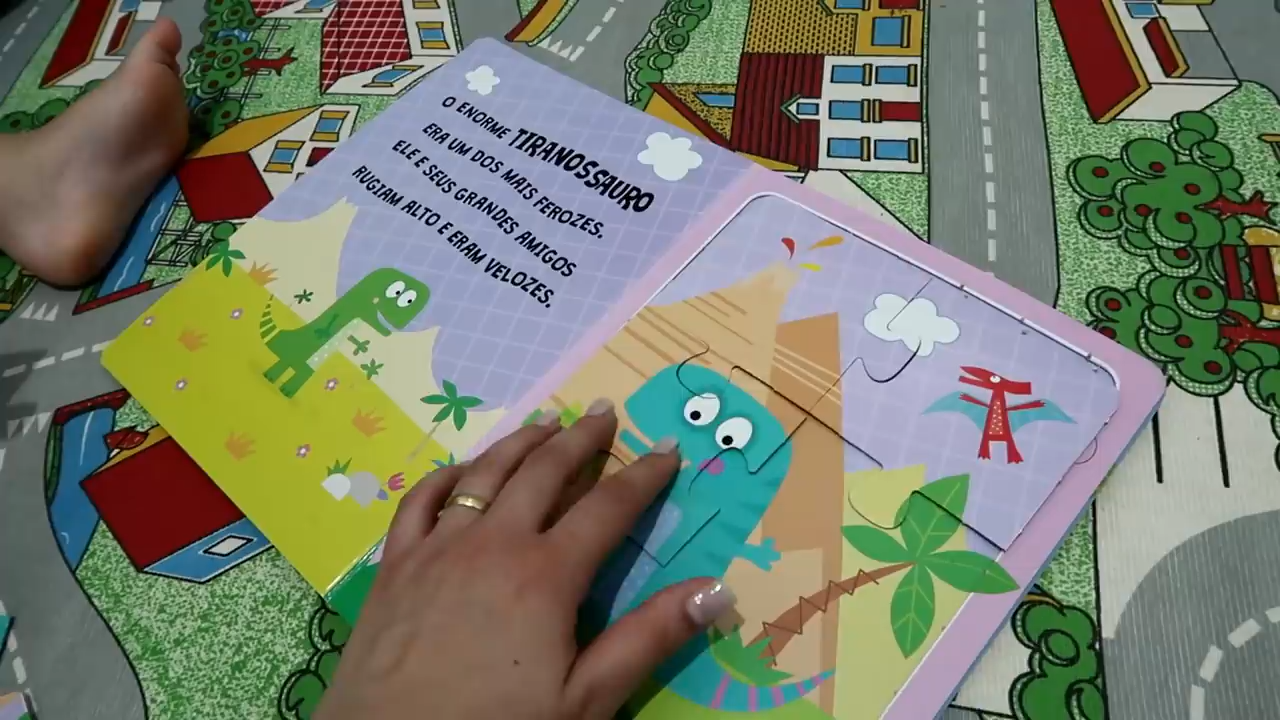 O ENORME TIRANOSSAURO
ERA UM DOS MAIS FEROZES.
ELE E SEUS GRANDES AMIGOS
RUGIAM ALTO E ERAM VELOZES.